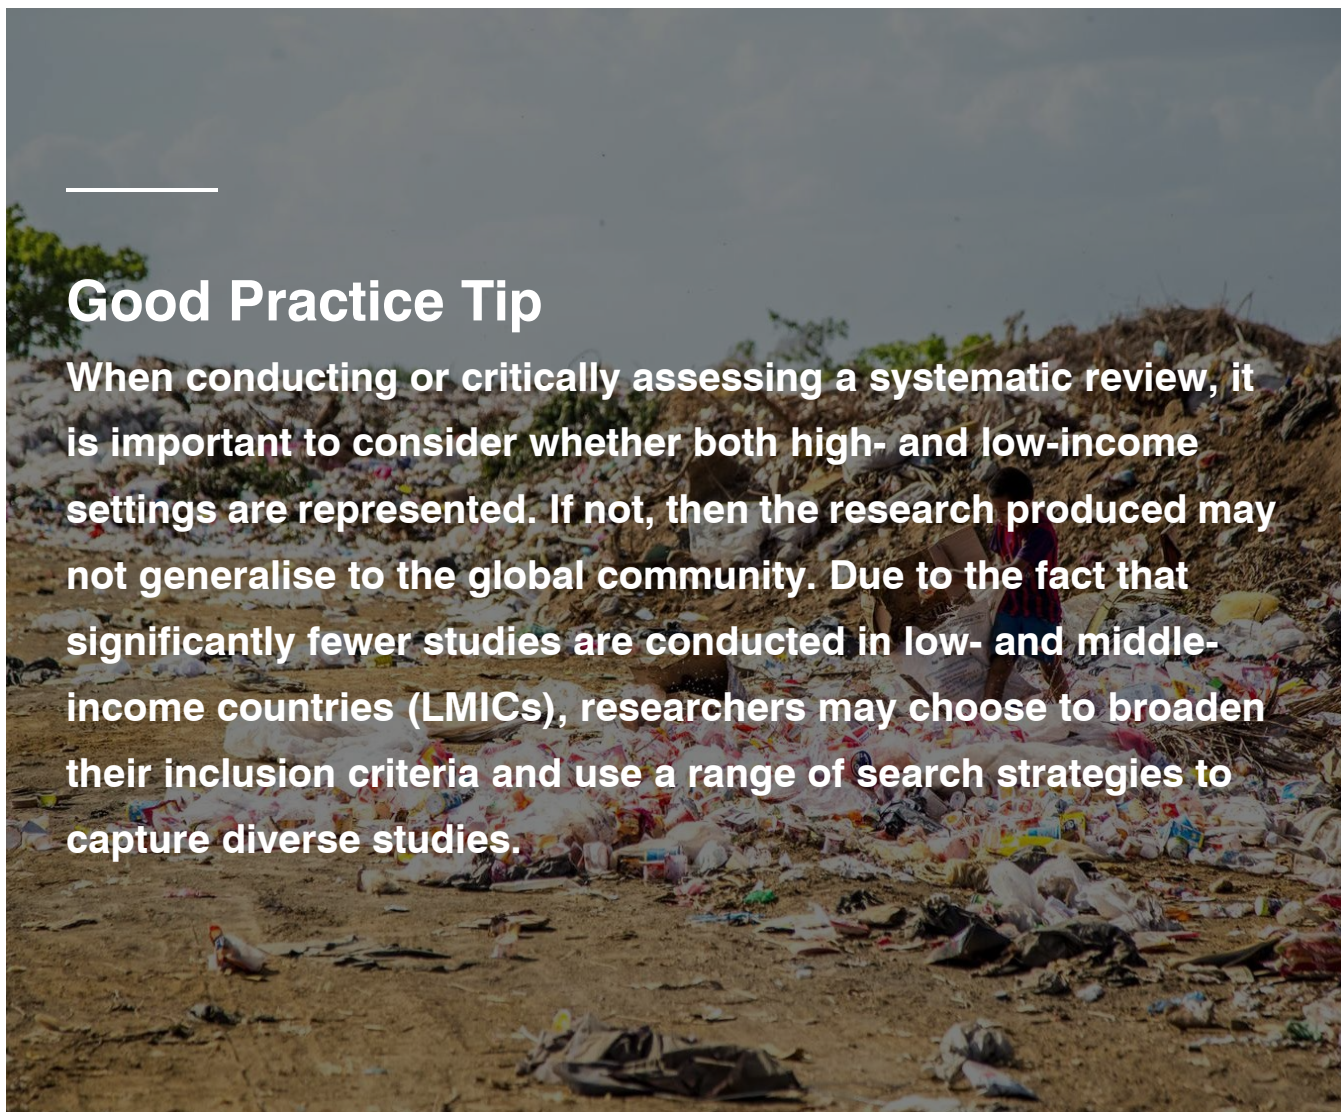 Good Practice Tip
When conducting or critically assessing a systematic review, it
is important to consider whether both high- and low-income
settings are represented. If not, then the research produced may
not generalise to the global community. Due to the fact that
significantly fewer studies are conducted in low- and middle-
income countries (LMICs), researchers may choose to broaden
their inclusion criteria and use a range of search strategies to
capture diverse studies.